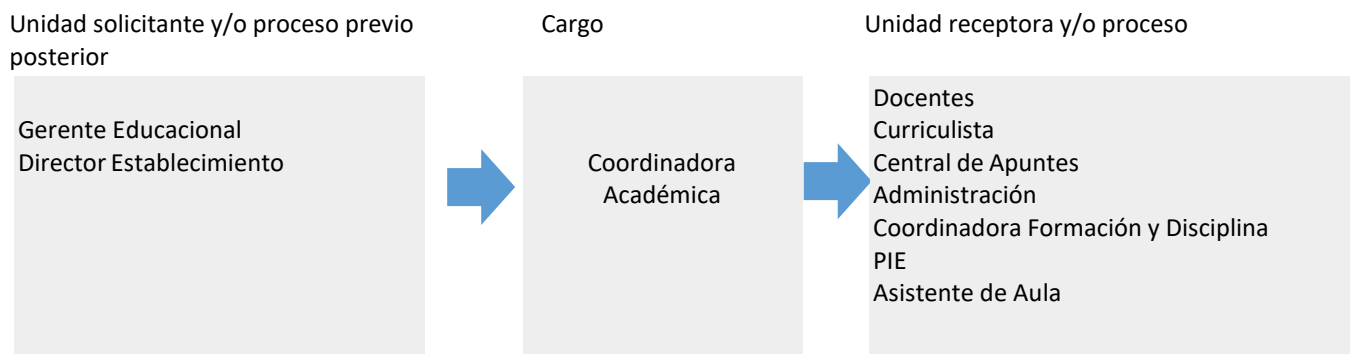 Unidad solicitante y/o proceso previo
posterior
Cargo
Unidad receptora y/o proceso
Gerente Educacional
Director Establecimiento
Coordinadora
Académica
Docentes
Curriculista
Central de Apuntes
Administración
Coordinadora Formación y Disciplina
PIE
Asistente de Aula